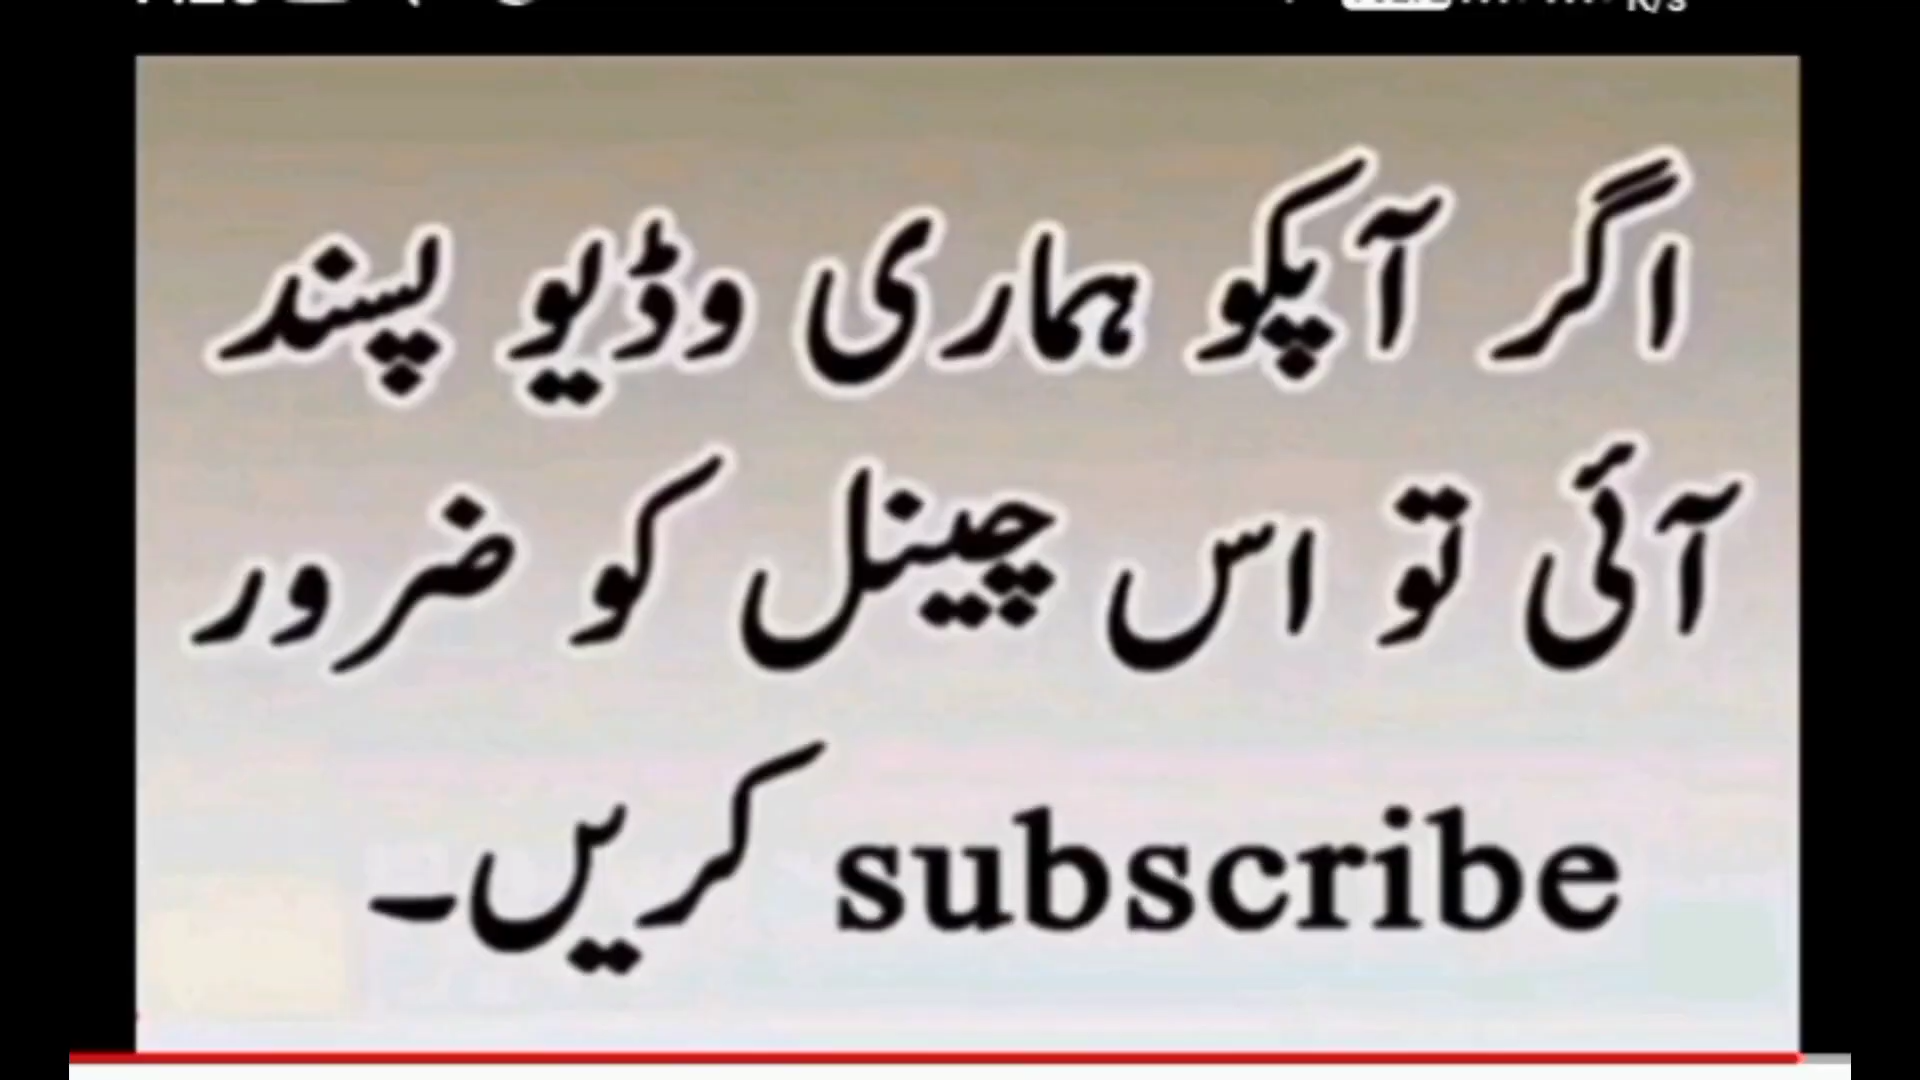 اگر آپکو ہماری وڈیو پسند
آئی تو اس چینل کو ضرور
subscribe کریں۔